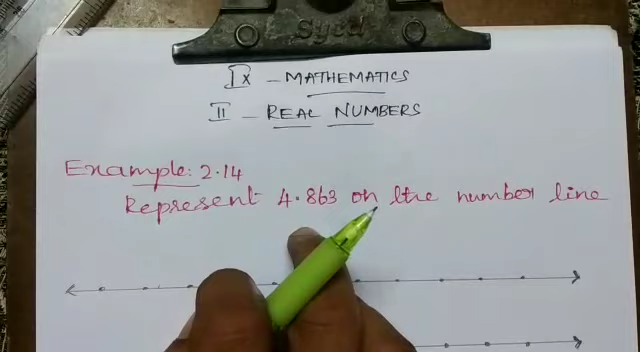 Syed
IX - MATHEMATICS
II - REAL NUMBERS
Example: 2.14
Represent 4.863 on the number line